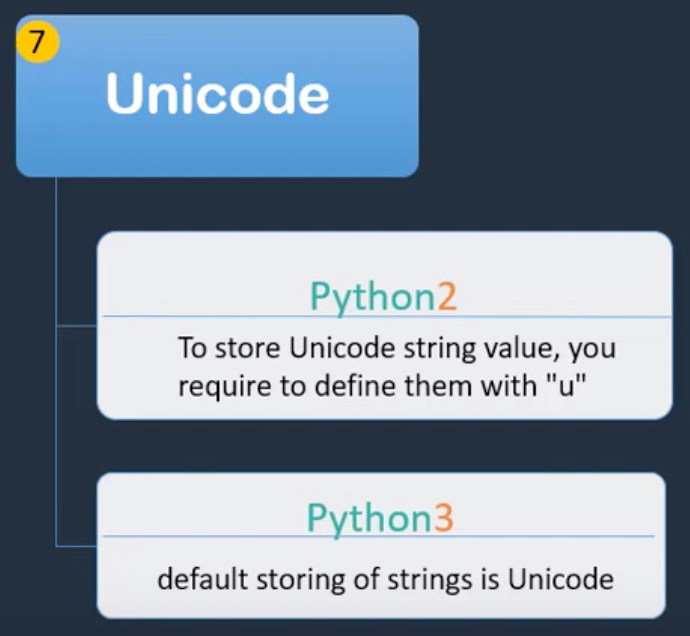 7
Unicode
Python2
To store Unicode string value, you
require to define them with "u"
Python3
default storing of strings is Unicode